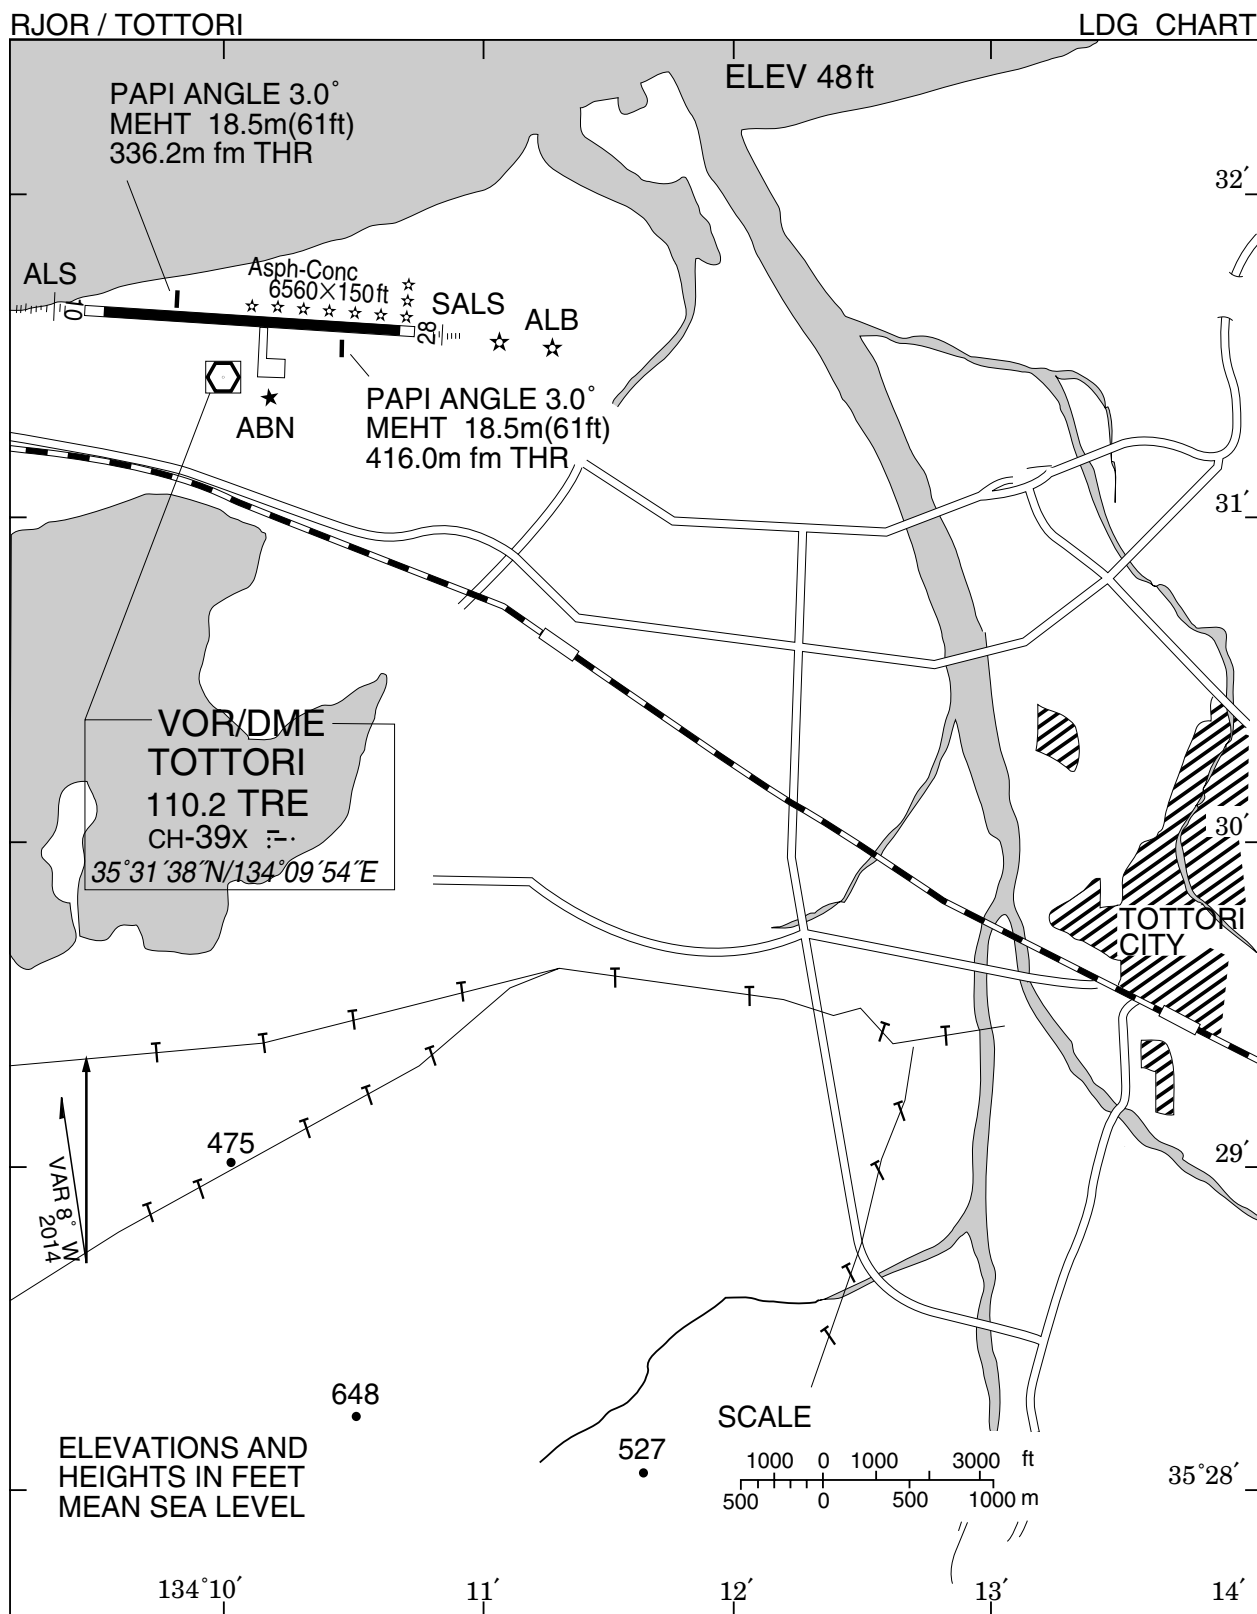 RJOR / TOTTORI
LDG CHART
ELEV 48ft
PAPI ANGLE 3.0°
MEHT 18.5m(61ft)
336.2m fm THR
32′
ALS
Asph-Conc
6560×150ft
SALS
ALB
10
28
ABN
PAPI ANGLE 3.0°
MEHT 18.5m(61ft)
416.0m fm THR
31′
VOR/DME
TOTTORI
110.2 TRE
CH-39X
35°31′38″N/134°09′54″E
30′
TOTTORI
CITY
VAR 8° W
2014
475
29′
648
527
ELEVATIONS AND
HEIGHTS IN FEET
MEAN SEA LEVEL
SCALE
1000 0 1000 3000 ft
500 0 500 1000 m
35°28′
134°10′ 11′ 12′ 13′ 14′